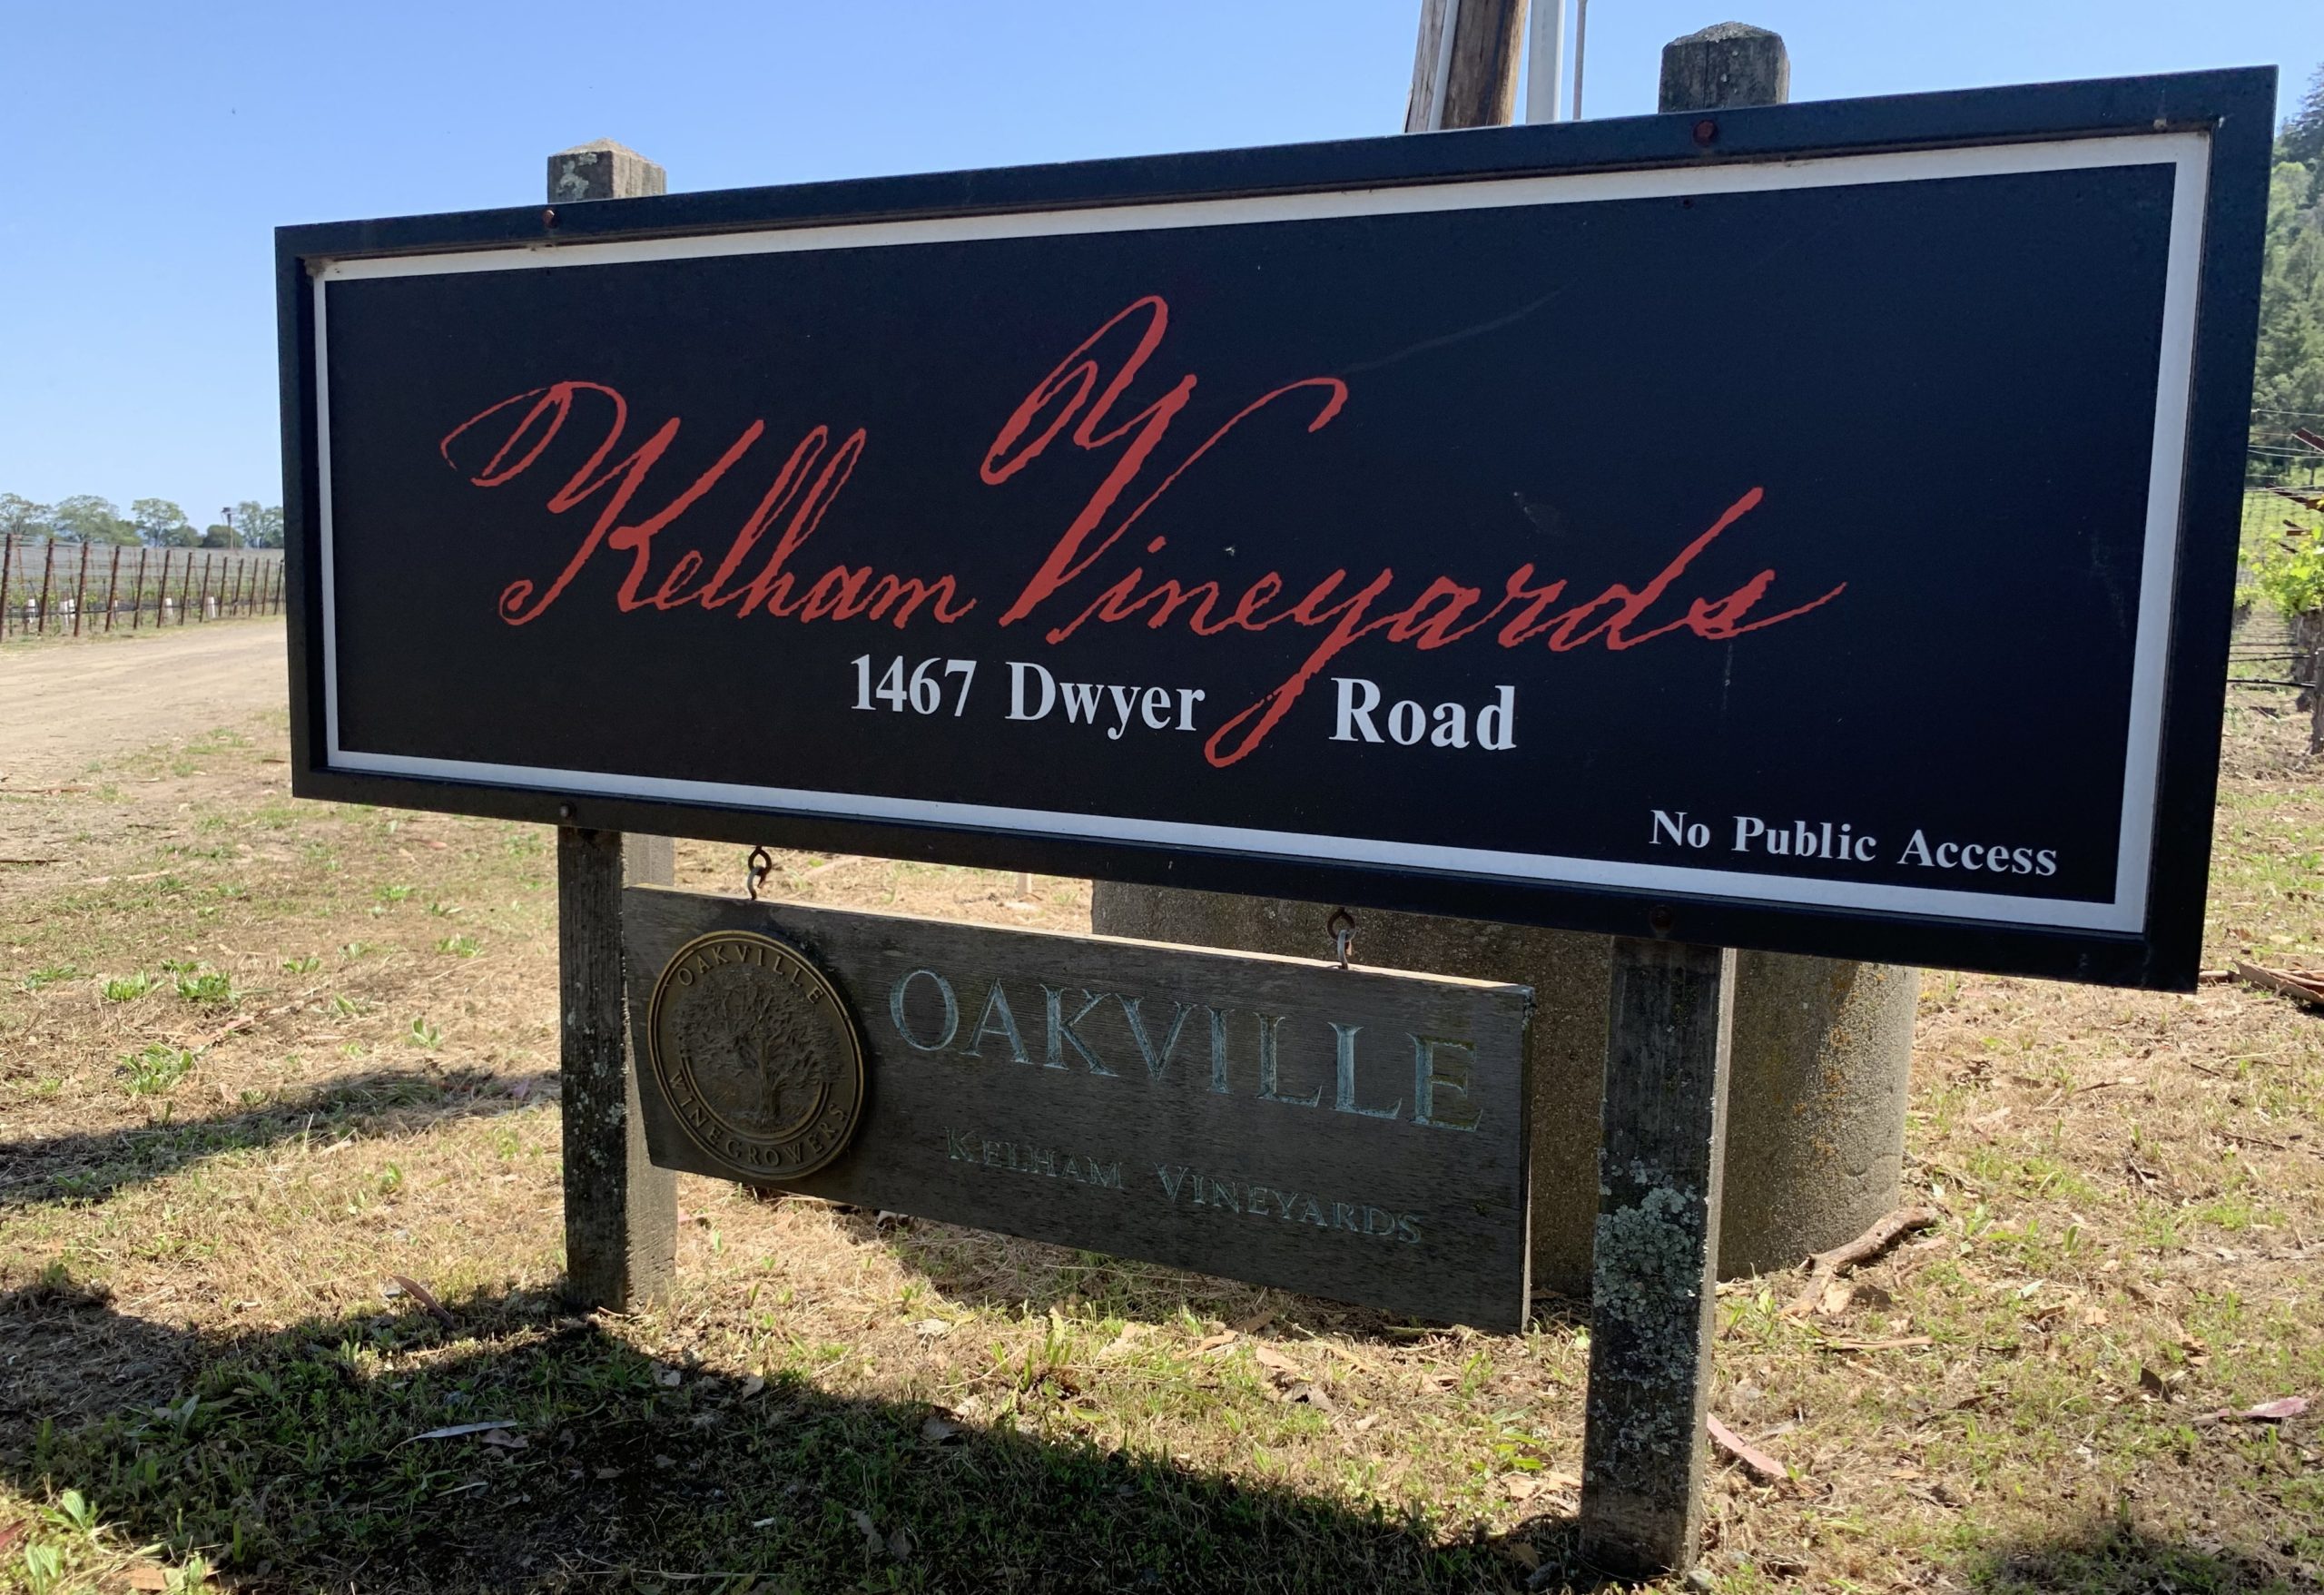 Kelham Vineyards
1467 Dwyer Road
No Public Access
OAKVILLE
WINEGROWERS
OAKVILLE
KELHAM VINEYARDS